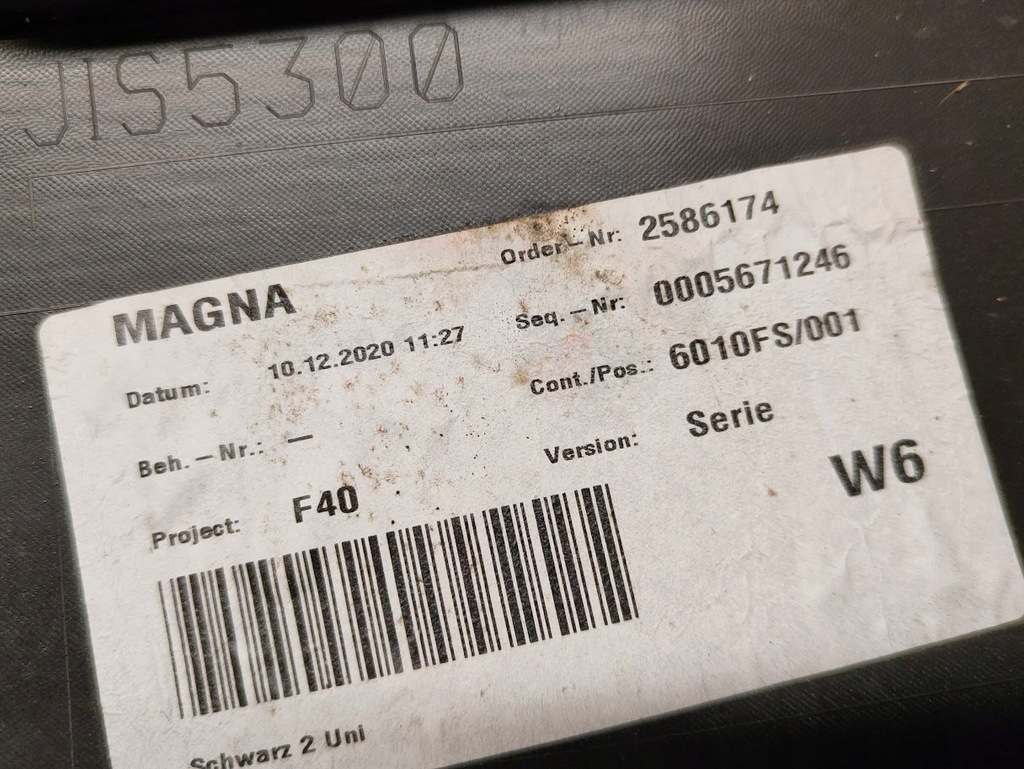 JIS5300
MAGNA
Order-Nr: 2586174
Datum: 10.12.2020 11:27
Seq.-Nr: 0005671246
Beh.-Nr.: –
Cont./Pos.: 6010FS/001
Project: F40
Version: Serie
W6
Schwarz 2 Uni